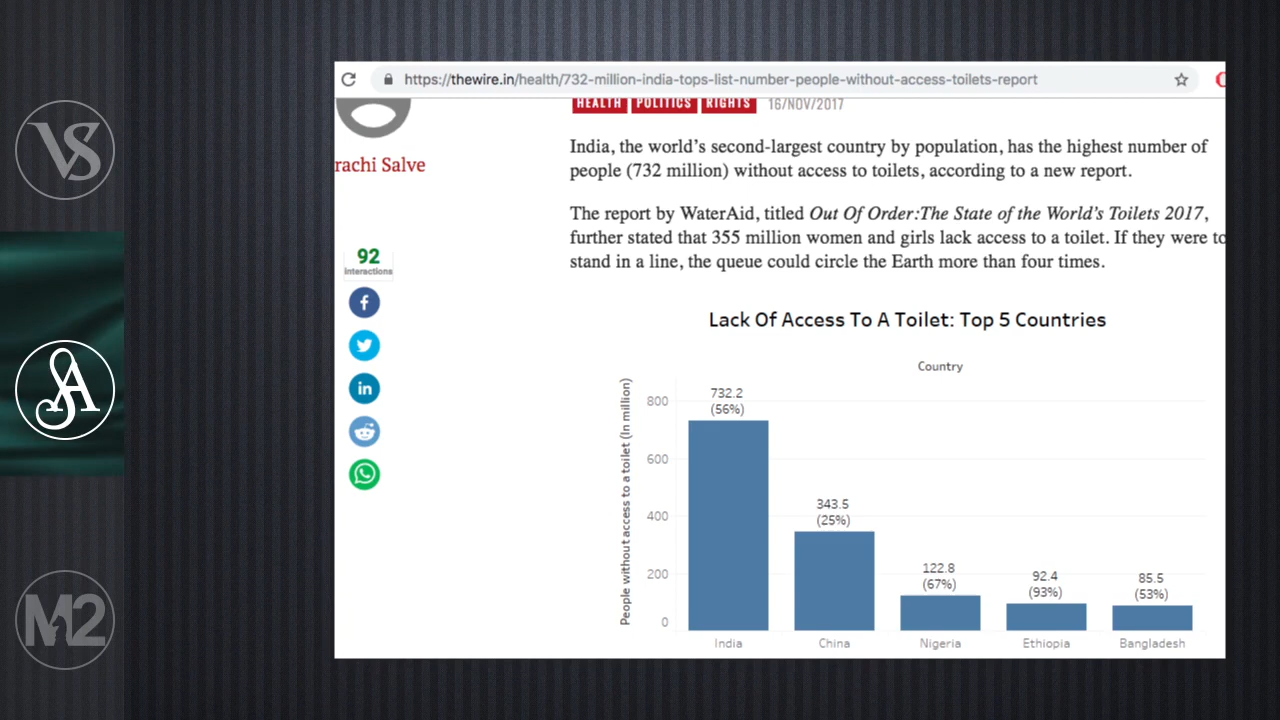 VS
https://thewire.in/health/732-million-india-tops-list-number-people-without-access-toilets-report
HEALTH POLITICS RIGHTS 16/NOV/2017
rachi Salve
India, the world's second-largest country by population, has the highest number of
people (732 million) without access to toilets, according to a new report.
The report by WaterAid, titled Out Of Order:The State of the World's Toilets 2017,
further stated that 355 million women and girls lack access to a toilet. If they were to
stand in a line, the queue could circle the Earth more than four times.
92
interactions
f
in
Lack Of Access To A Toilet: Top 5 Countries
Country
People without access to a toilet (In million)
800
600
400
200
0
732.2
(56%)
343.5
(25%)
122.8
(67%)
92.4
(93%)
85.5
(53%)
India
China
Nigeria
Ethiopia
Bangladesh
M2